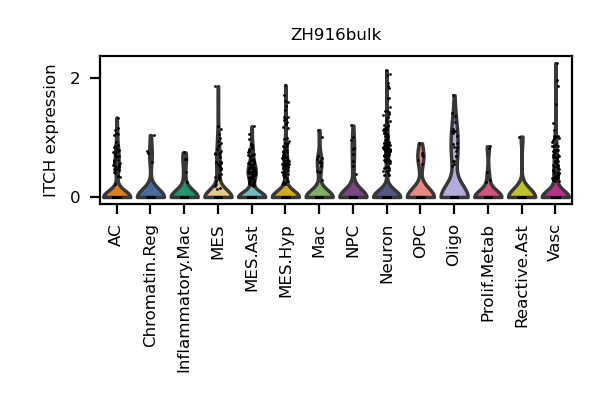 ZH916bulk
ITCH expression
2
0
AC
Chromatin.Reg
Inflammatory.Mac
MES
MES.Ast
MES.Hyp
Mac
NPC
Neuron
OPC
Oligo
Prolif.Metab
Reactive.Ast
Vasc